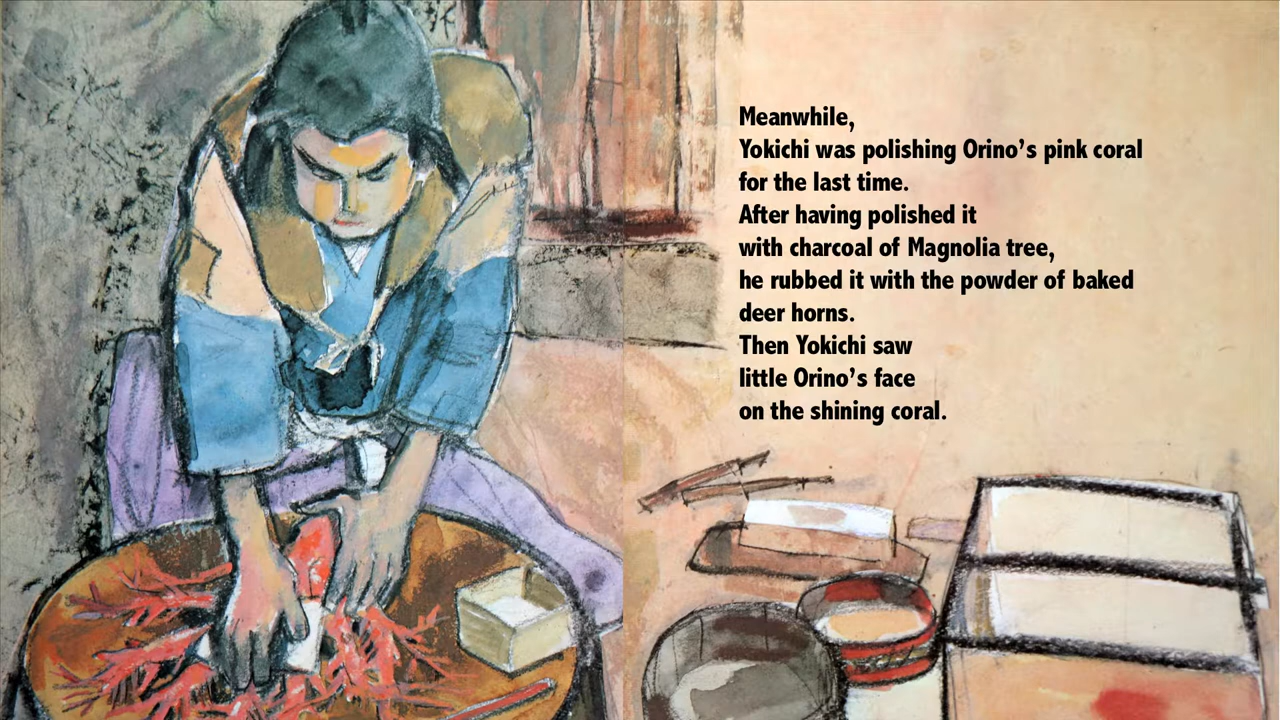 Meanwhile,
Yokichi was polishing Orino's pink coral
for the last time.
After having polished it
with charcoal of Magnolia tree,
he rubbed it with the powder of baked
deer horns.
Then Yokichi saw
little Orino's face
on the shining coral.